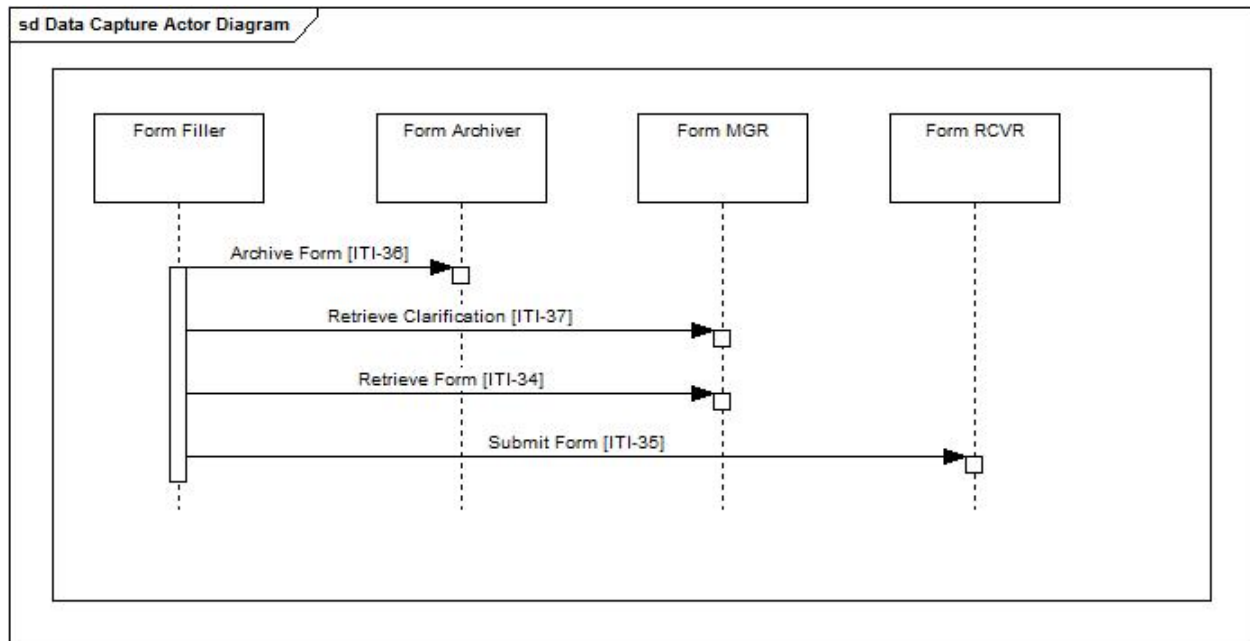 sd Data Capture Actor Diagram
Form Filler
Form Archiver
Form MGR
Form RCVR
Archive Form [ITI-36]
Retrieve Clarification [ITI-37]
Retrieve Form [ITI-34]
Submit Form [ITI-35]